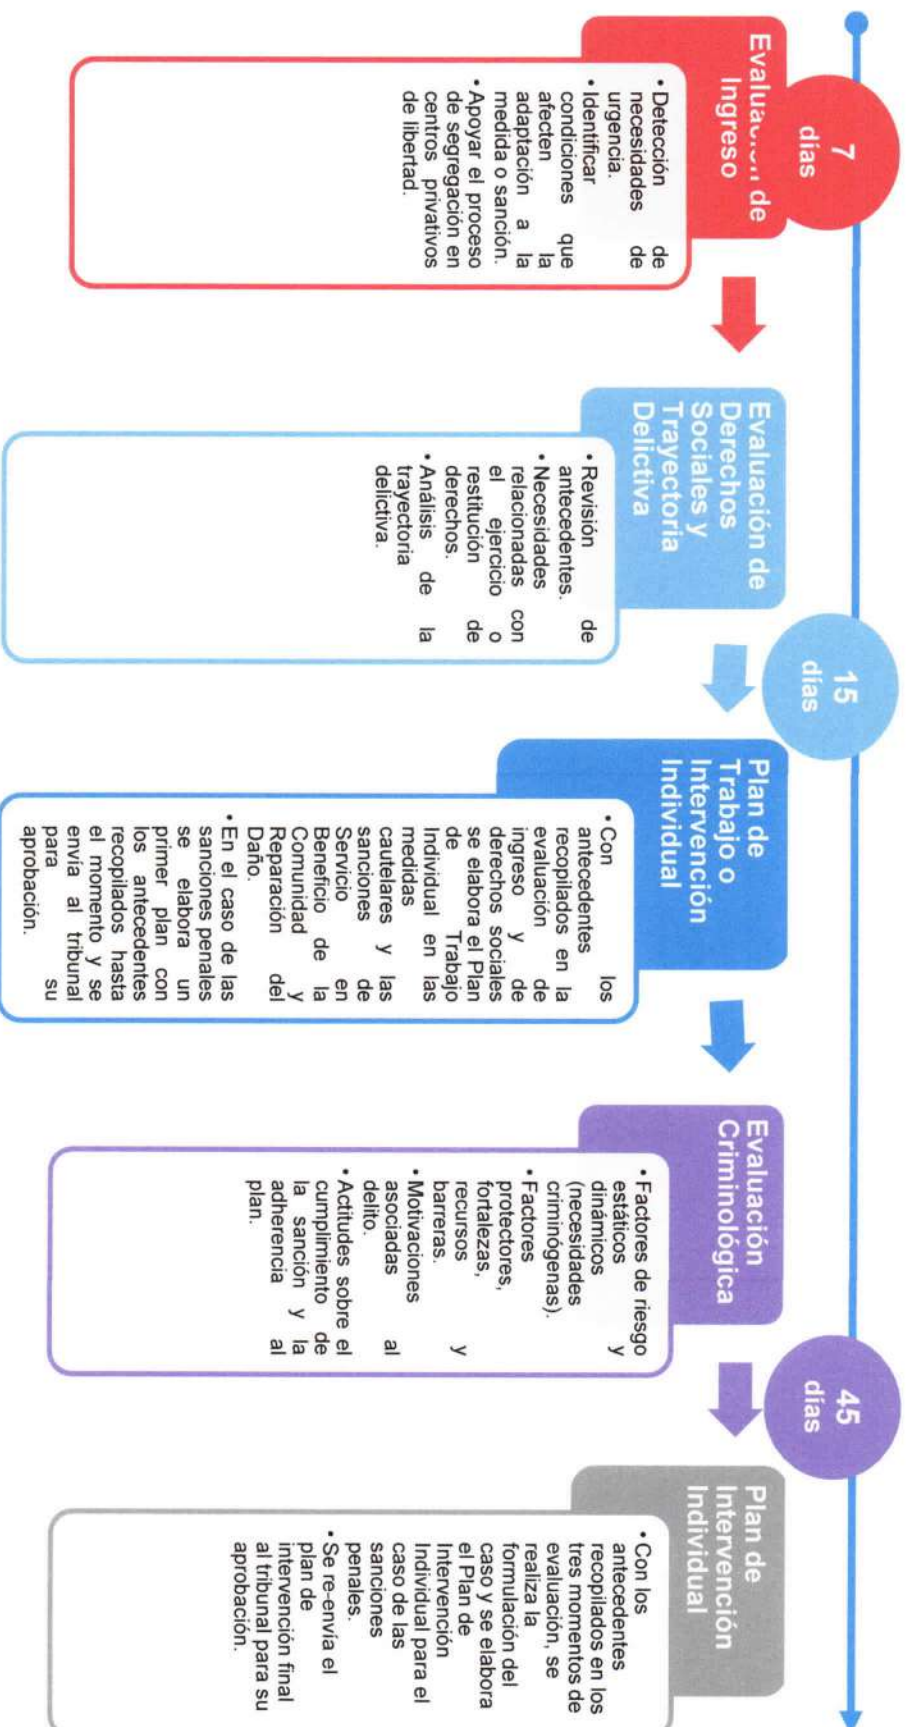 7
días
Evaluación de
Ingreso
• Detección de
necesidades de
urgencia.
• Identificar
condiciones que
afecten la
adaptación a la
medida o sanción.
• Apoyar el proceso
de segregación en
centros privativos
de libertad.
Evaluación de
Derechos
Sociales y
Trayectoria
Delictiva
• Revisión de
antecedentes.
• Necesidades
relacionadas con
el ejercicio o
restitución de
derechos.
• Análisis de la
trayectoria
delictiva.
15
días
Plan de
Trabajo o
Intervención
Individual
• Con los
antecedentes
recopilados en la
evaluación de
ingreso y de
derechos sociales
se elabora el Plan
de Trabajo
Individual en las
medidas
cautelares y las
sanciones de
Servicio en
Beneficio de la
Comunidad y
Reparación del
Daño.
• En el caso de las
sanciones penales
se elabora un
primer plan con
los antecedentes
recopilados hasta
el momento y se
envía al tribunal
para su
aprobación.
Evaluación
Criminológica
• Factores de riesgo
estáticos y
dinámicos
(necesidades
criminógenas).
• Factores
protectores,
fortalezas,
recursos y
barreras.
• Motivaciones
asociadas al
delito.
• Actitudes sobre el
cumplimiento de
la sanción y la
adherencia al
plan.
45
días
Plan de
Intervención
Individual
• Con los
antecedentes
recopilados en los
tres momentos de
evaluación, se
realiza la
formulación del
caso y se elabora
el Plan de
Intervención
Individual para el
caso de las
sanciones
penales.
• Se re-envía el
plan de
intervención final
al tribunal para su
aprobación.